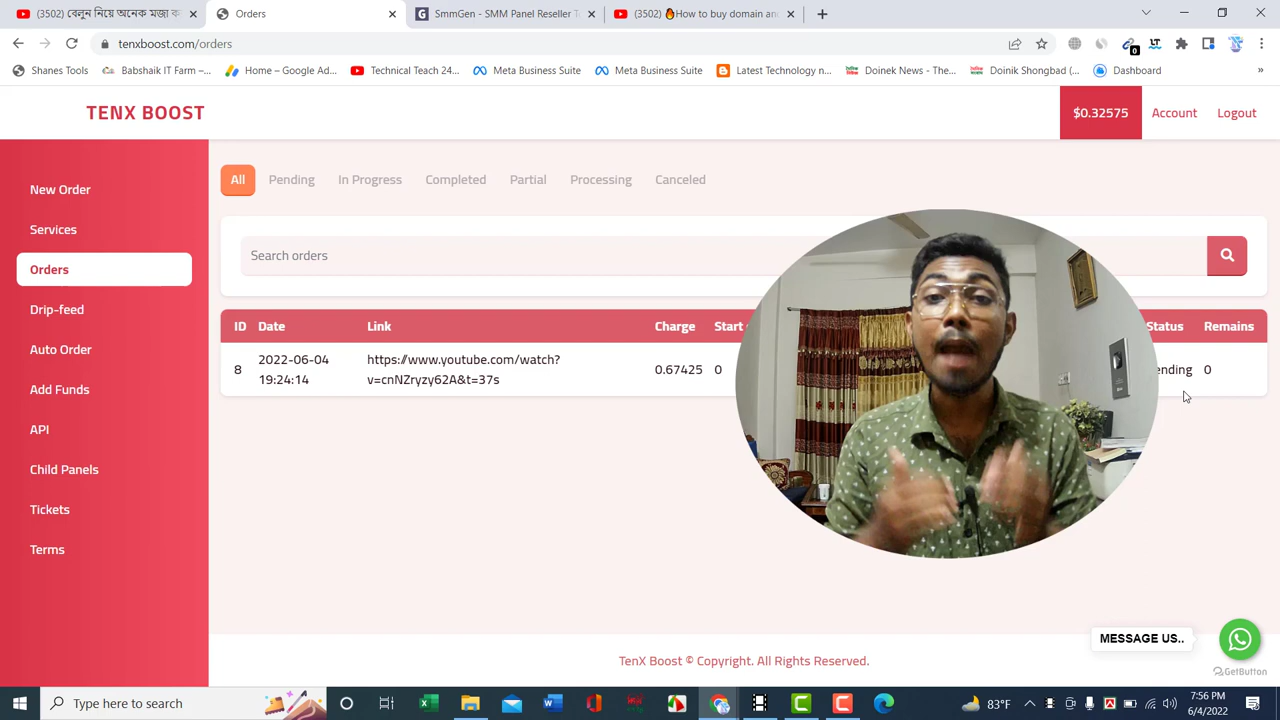 (3502) বেলুন নিয়ে অনেক মজা ক
Orders
SmmGen - SMM Panel Reseller T
(3502) 🔥How to buy domain and
tenxboost.com/orders
0
LT
Shanes Tools
Babshaik IT Farm –...
Home – Google Ad...
Technical Teach 24...
Meta Business Suite
Meta Business Suite
Latest Technology n...
Doinek News - The...
Doinik Shongbad (...
Dashboard
»
TENX BOOST
$0.32575
Account
Logout
New Order
Services
Orders
Drip-feed
Auto Order
Add Funds
API
Child Panels
Tickets
Terms
All
Pending
In Progress
Completed
Partial
Processing
Canceled
Search orders
ID Date Link Charge Start Status Remains
8 2022-06-04 https://www.youtube.com/watch? 0.67425 0 ending 0
19:24:14 v=cnNZryzy62A&t=37s
MESSAGE US..
GetButton
TenX Boost © Copyright. All Rights Reserved.
Type here to search
83°F
7:56 PM
6/4/2022